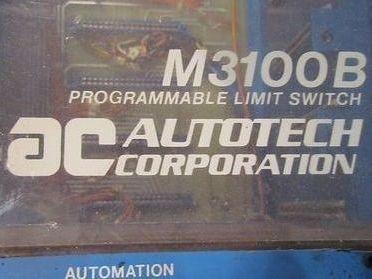 M3100B
PROGRAMMABLE LIMIT SWITCH
ac AUTOTECH
CORPORATION
AUTOMATION